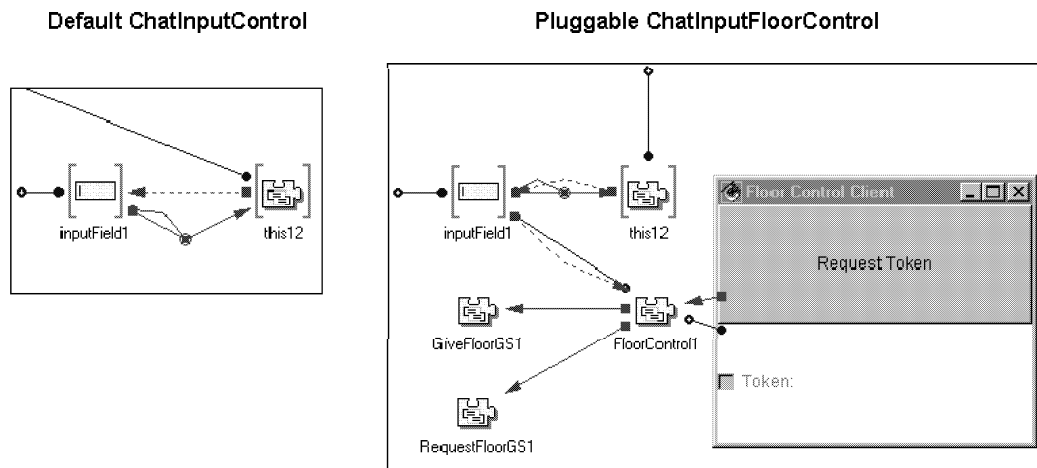 Default ChatInputControl
Pluggable ChatInputFloorControl
inputField1
this12
inputField1
this12
Floor Control Client
Request Token
GiveFloorGS1
FloorControl1
Token:
RequestFloorGS1